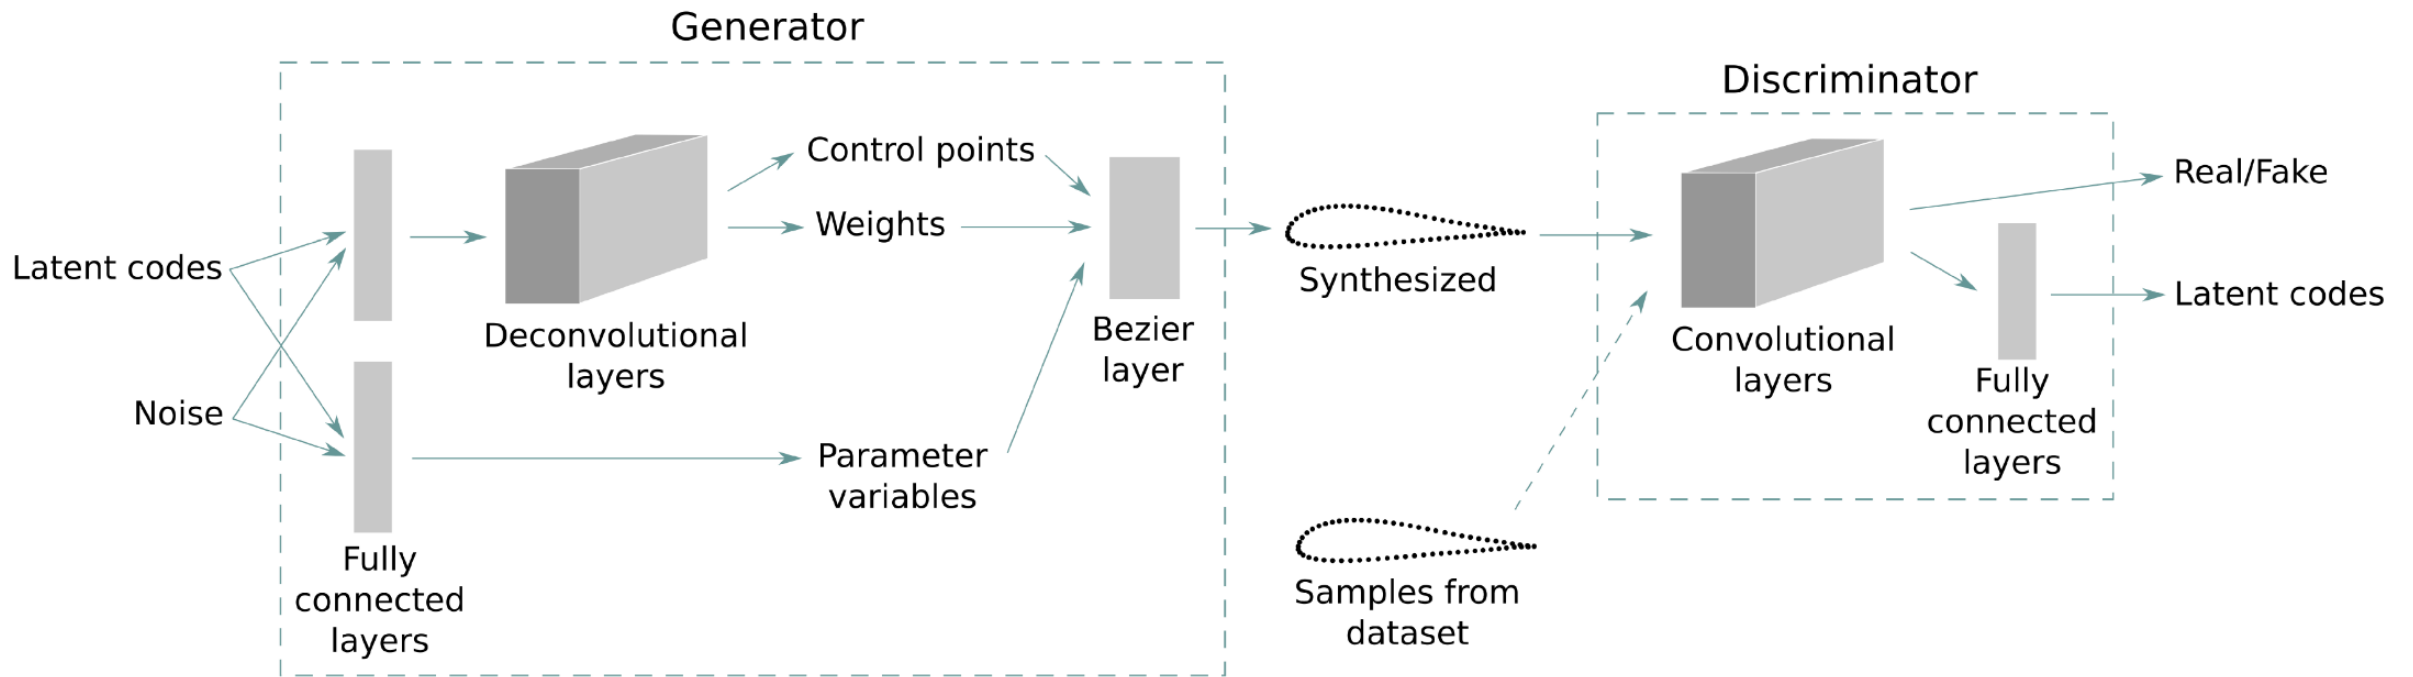 Generator
Discriminator
Latent codes
Noise
Fully
connected
layers
Deconvolutional
layers
Control points
Weights
Parameter
variables
Bezier
layer
Synthesized
Samples from
dataset
Convolutional
layers
Fully
connected
layers
Real/Fake
Latent codes